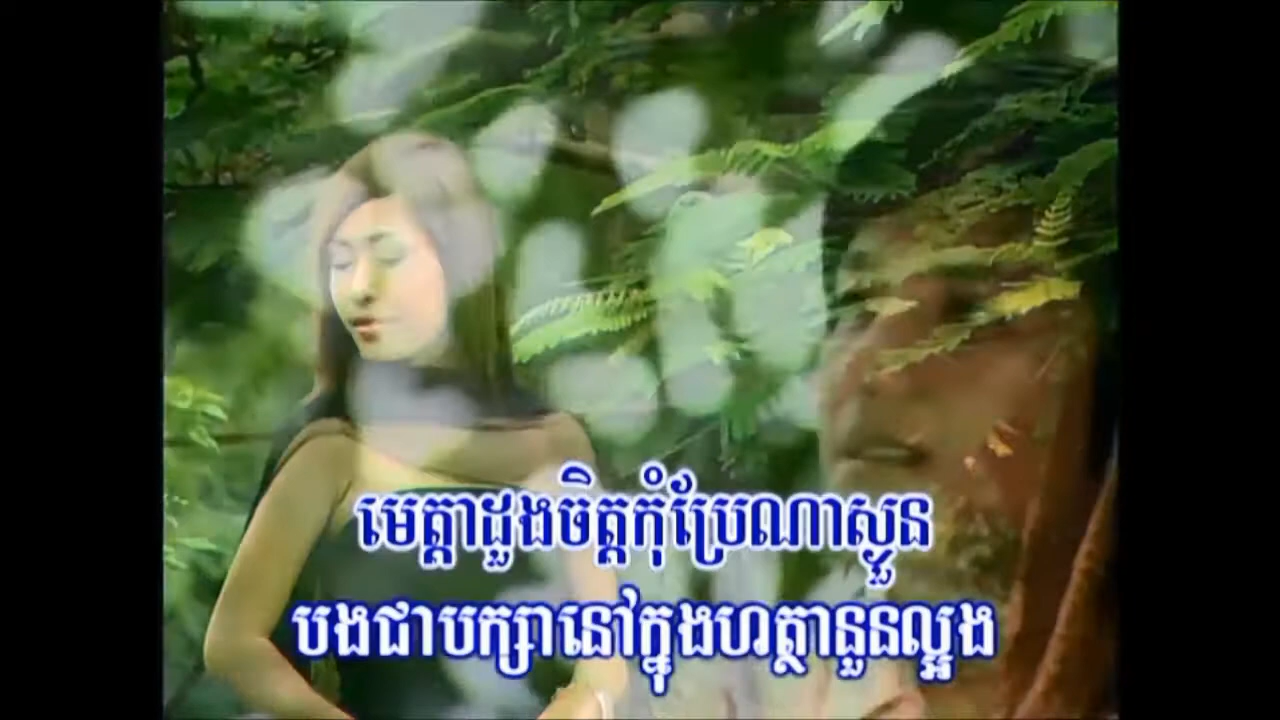 មេត្តាដួងចិត្តកុំប្រែណាស្ងួន
បងជាបក្សានៅក្នុងហត្ថានួនល្អង